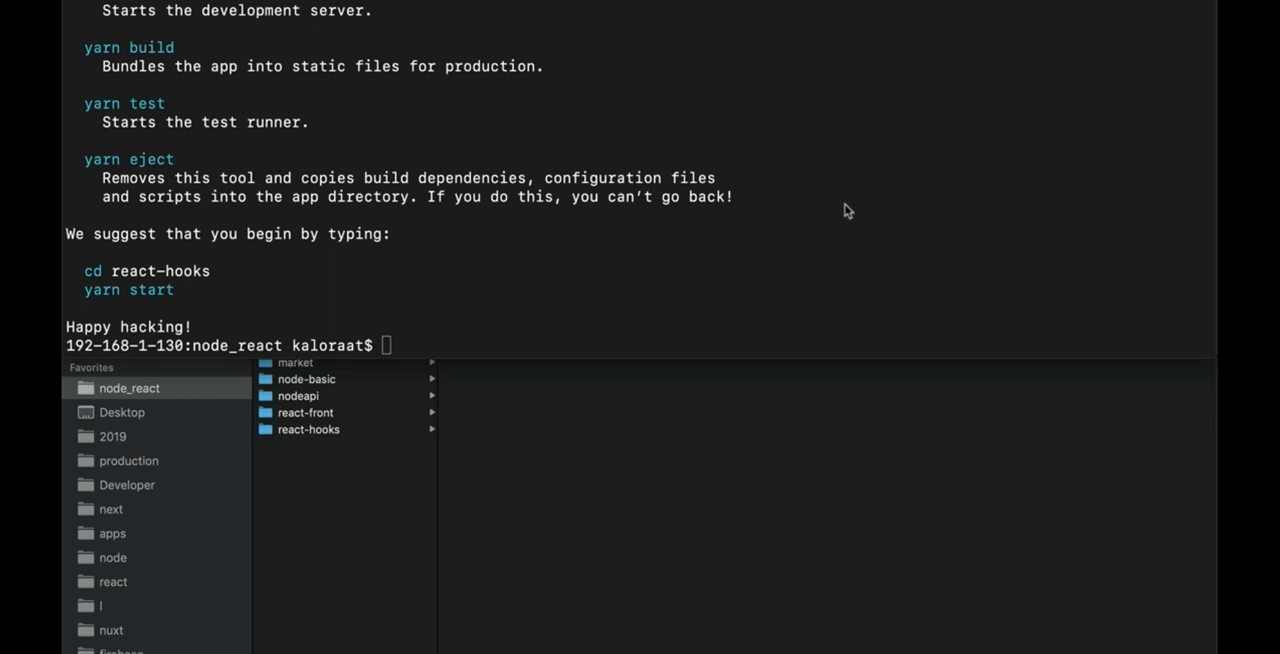 Starts the development server.
yarn build
Bundles the app into static files for production.
yarn test
Starts the test runner.
yarn eject
Removes this tool and copies build dependencies, configuration files
and scripts into the app directory. If you do this, you can’t go back!
We suggest that you begin by typing:
cd react-hooks
yarn start
Happy hacking!
192-168-1-130:node_react kaloraat$
Favorites
node_react
Desktop
2019
production
Developer
next
apps
node
react
l
nuxt
firebase
market
node-basic
nodeapi
react-front
react-hooks